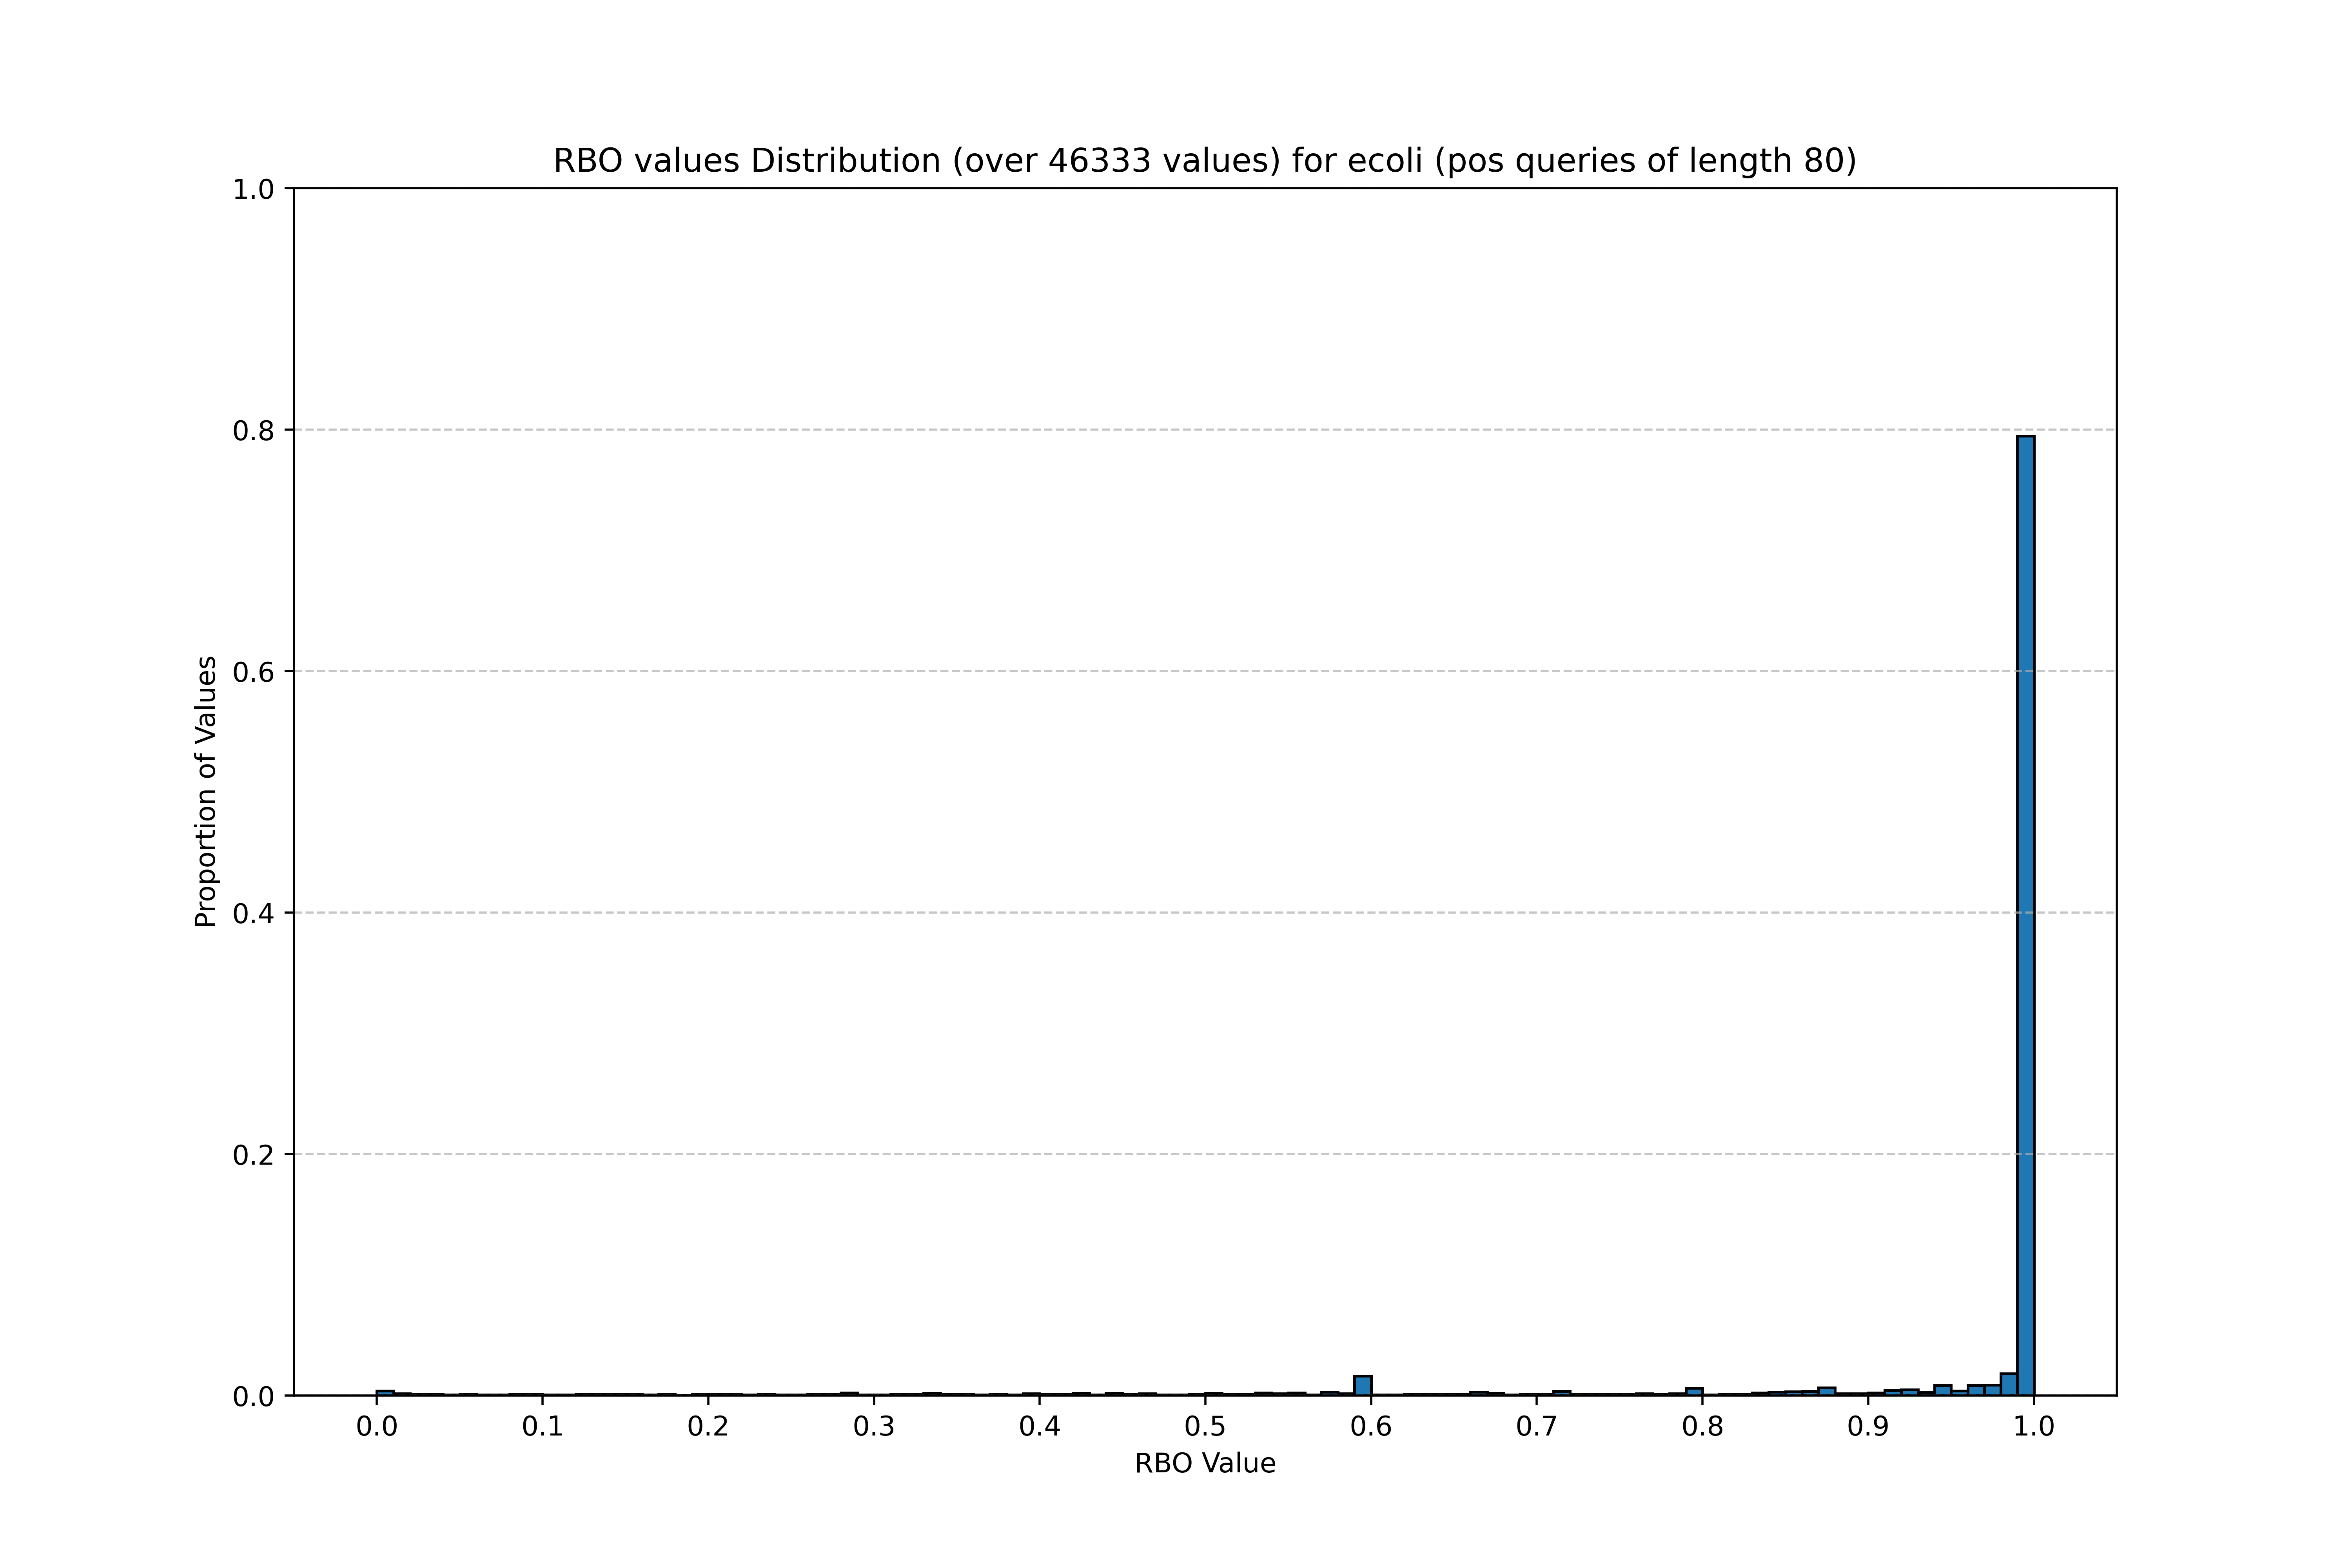 RBO values Distribution (over 46333 values) for ecoli (pos queries of length 80)
1.0
0.8
0.6
0.4
0.2
0.0
Proportion of Values
0.0 0.1 0.2 0.3 0.4 0.5 0.6 0.7 0.8 0.9 1.0
RBO Value